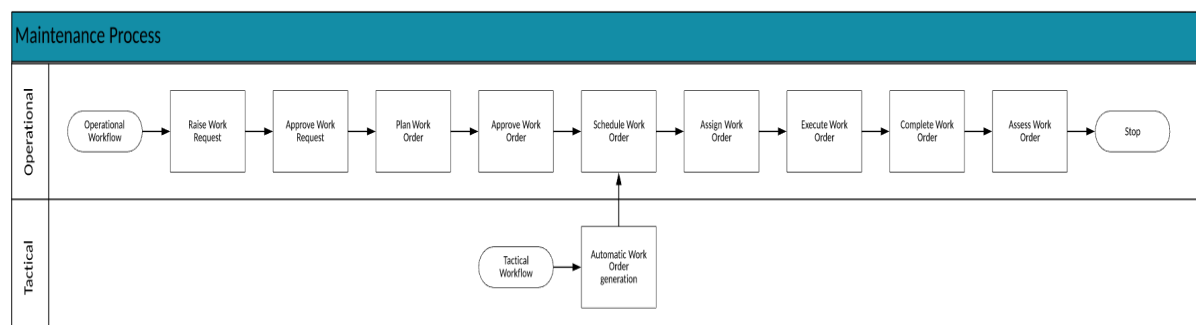 Maintenance Process
Operational
Operational
Workflow
Raise Work
Request
Approve Work
Request
Plan Work
Order
Approve Work
Order
Schedule Work
Order
Assign Work
Order
Execute Work
Order
Complete Work
Order
Assess Work
Order
Stop
Tactical
Tactical
Workflow
Automatic Work
Order
generation